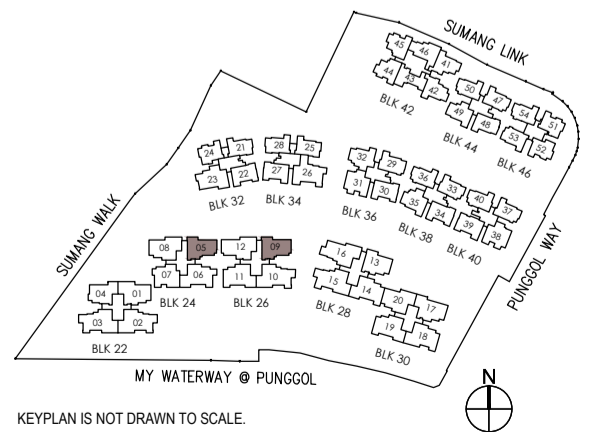 SUMANG LINK
45 46 41
44 43 42
BLK 42
50 47
49 48
BLK 44
54 51
53 52
BLK 46
24 21
23 22
BLK 32
28 25
27 26
BLK 34
32 29
31 30
BLK 36
36 33
35 34
BLK 38
40 37
39 38
BLK 40
SUMANG WALK
PUNGGOL WAY
08 05
07 06
BLK 24
12 09
11 10
BLK 26
16 13
15 14
BLK 28
20 17
19 18
BLK 30
04 01
03 02
BLK 22
MY WATERWAY @ PUNGGOL
N
KEYPLAN IS NOT DRAWN TO SCALE.